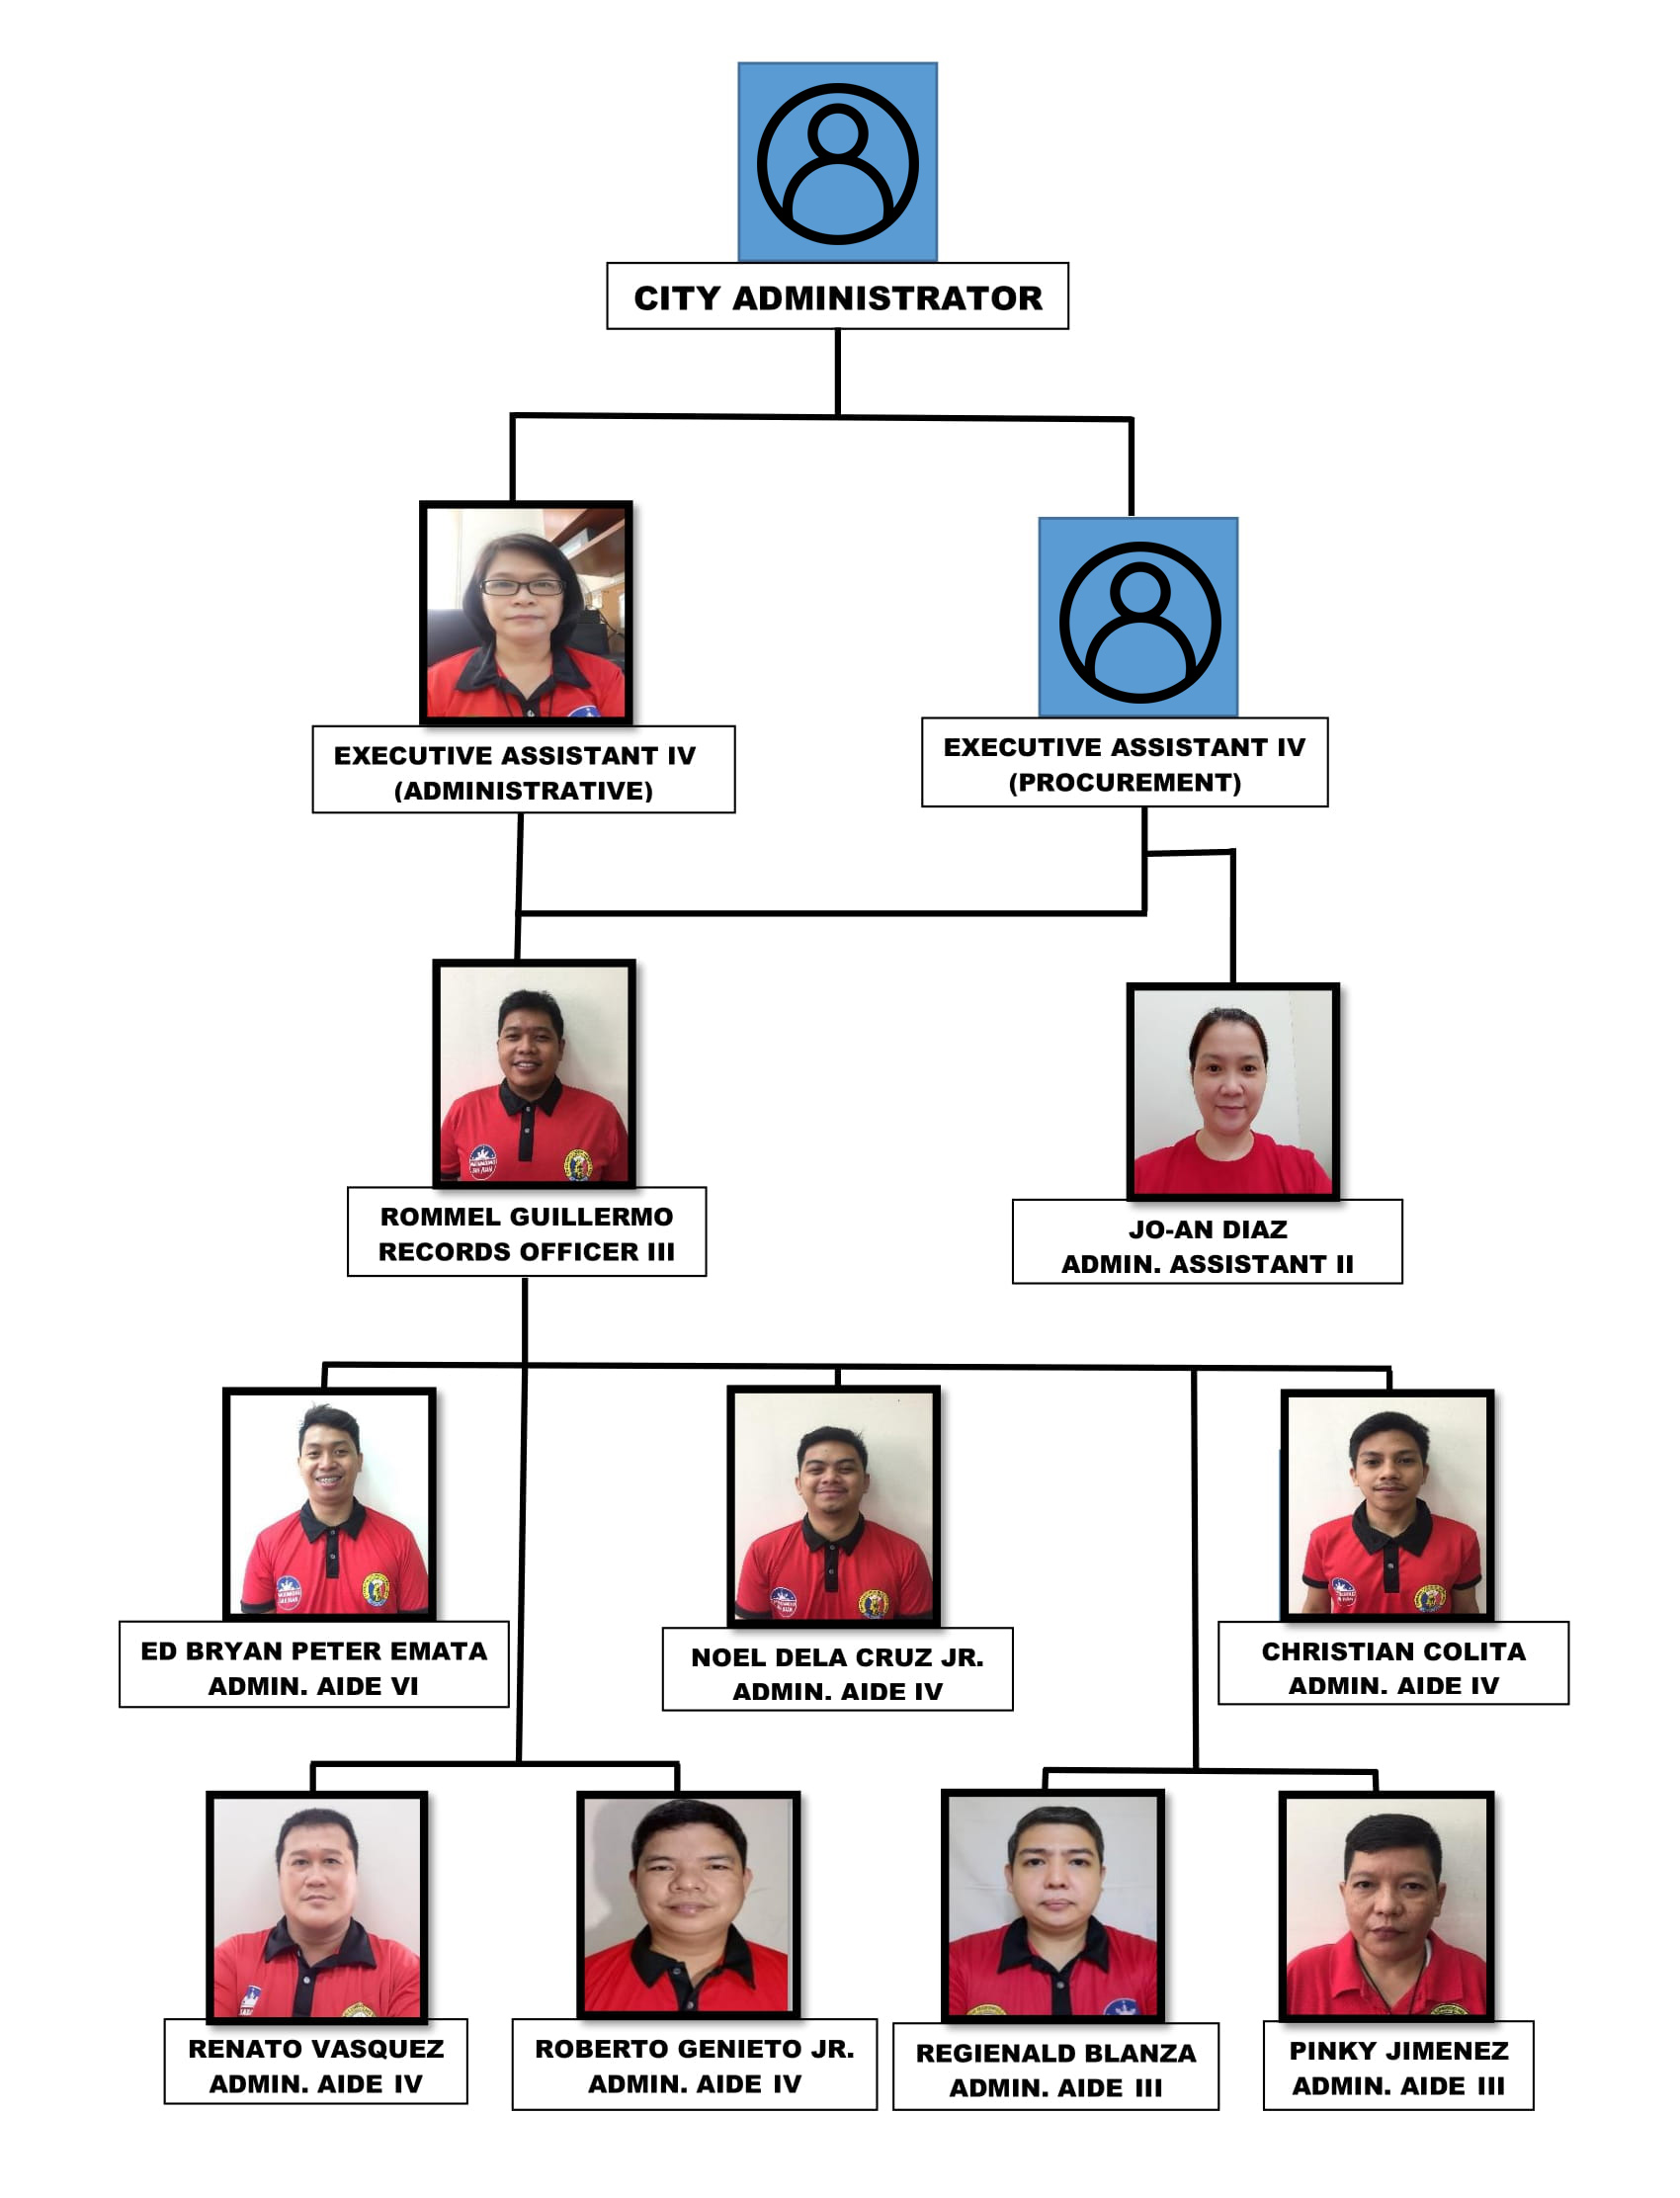 CITY ADMINISTRATOR
EXECUTIVE ASSISTANT IV
(ADMINISTRATIVE)
EXECUTIVE ASSISTANT IV
(PROCUREMENT)
ROMMEL GUILLERMO
RECORDS OFFICER III
JO-AN DIAZ
ADMIN. ASSISTANT II
ED BRYAN PETER EMATA
ADMIN. AIDE VI
NOEL DELA CRUZ JR.
ADMIN. AIDE IV
CHRISTIAN COLITA
ADMIN. AIDE IV
RENATO VASQUEZ
ADMIN. AIDE IV
ROBERTO GENIETO JR.
ADMIN. AIDE IV
REGIENALD BLANZA
ADMIN. AIDE III
PINKY JIMENEZ
ADMIN. AIDE III